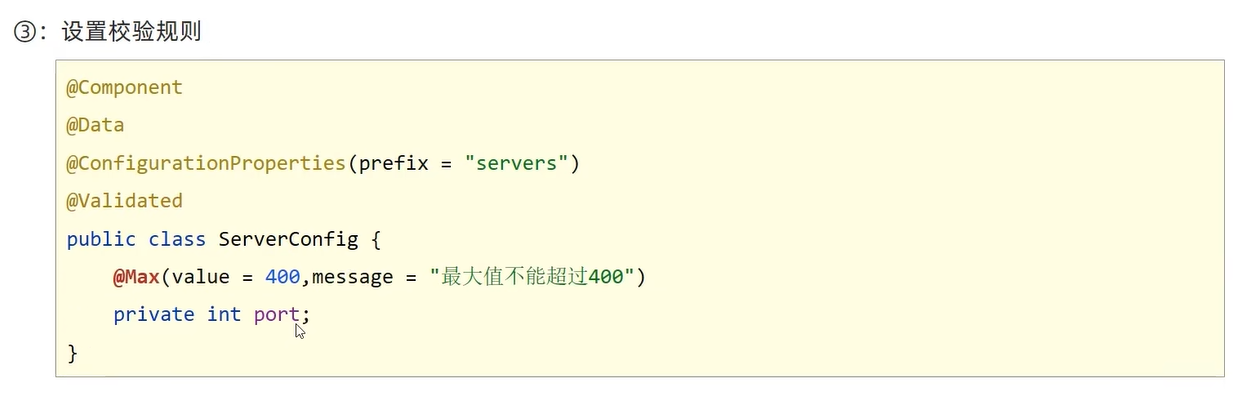 ③：设置校验规则
@Component
@Data
@ConfigurationProperties(prefix = "servers")
@Validated
public class ServerConfig {
    @Max(value = 400,message = "最大值不能超过400")
    private int port;
}